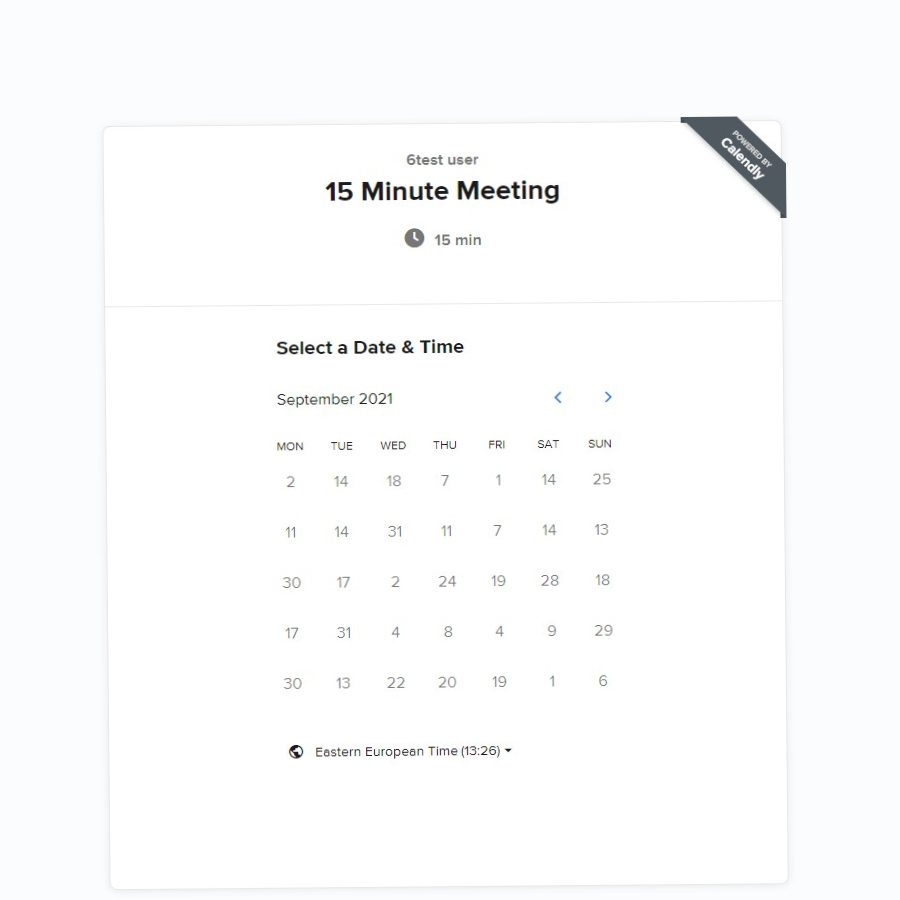 POWERED BY
Calendly
6test user
15 Minute Meeting
15 min
Select a Date & Time
September 2021
MON TUE WED THU FRI SAT SUN
2 14 18 7 1 14 25
11 14 31 11 7 14 13
30 17 2 24 19 28 18
17 31 4 8 4 9 29
30 13 22 20 19 1 6
Eastern European Time (13:26)